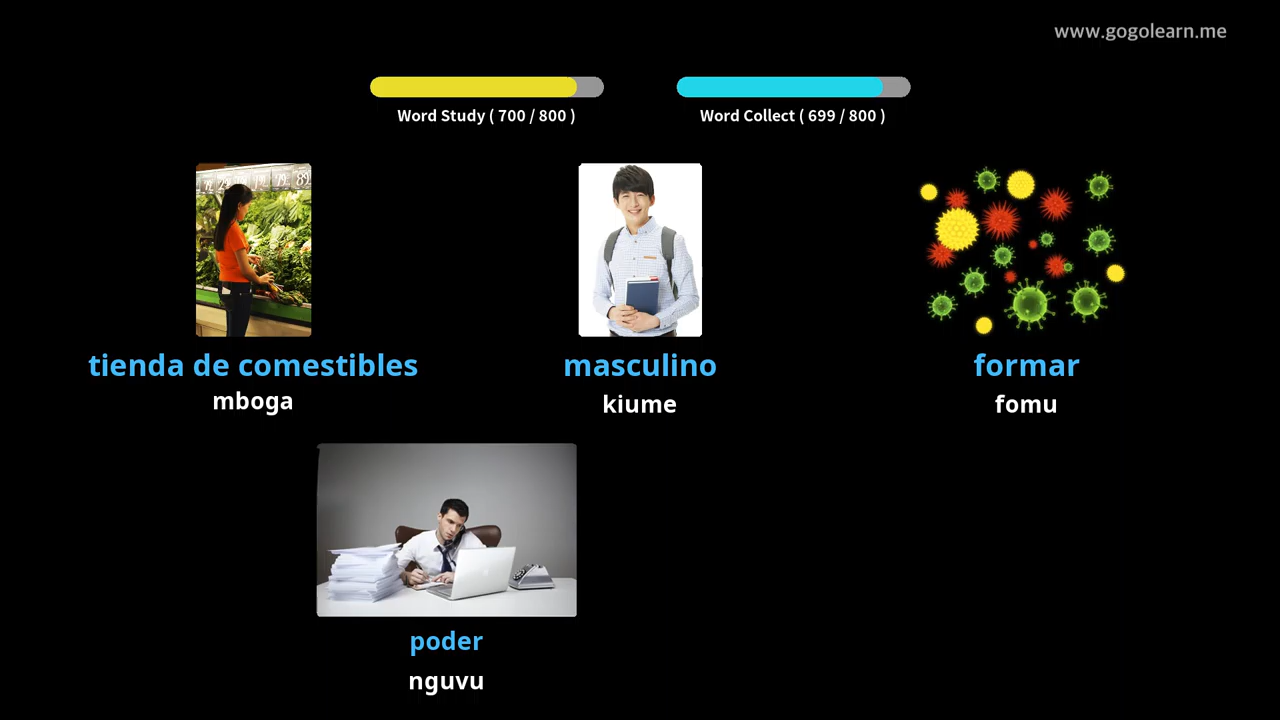 www.gogolearn.me
Word Study ( 700 / 800 )
Word Collect ( 699 / 800 )
tienda de comestibles
mboga
masculino
kiume
formar
fomu
poder
nguvu